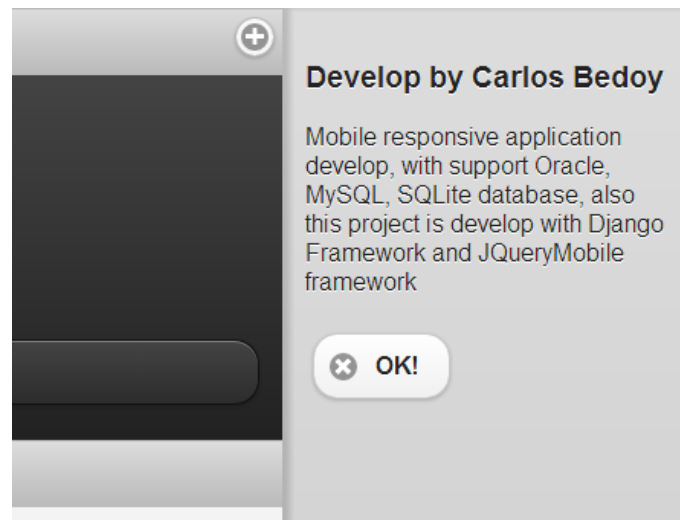 Develop by Carlos Bedoy
Mobile responsive application
develop, with support Oracle,
MySQL, SQLite database, also
this project is develop with Django
Framework and JQueryMobile
framework
OK!